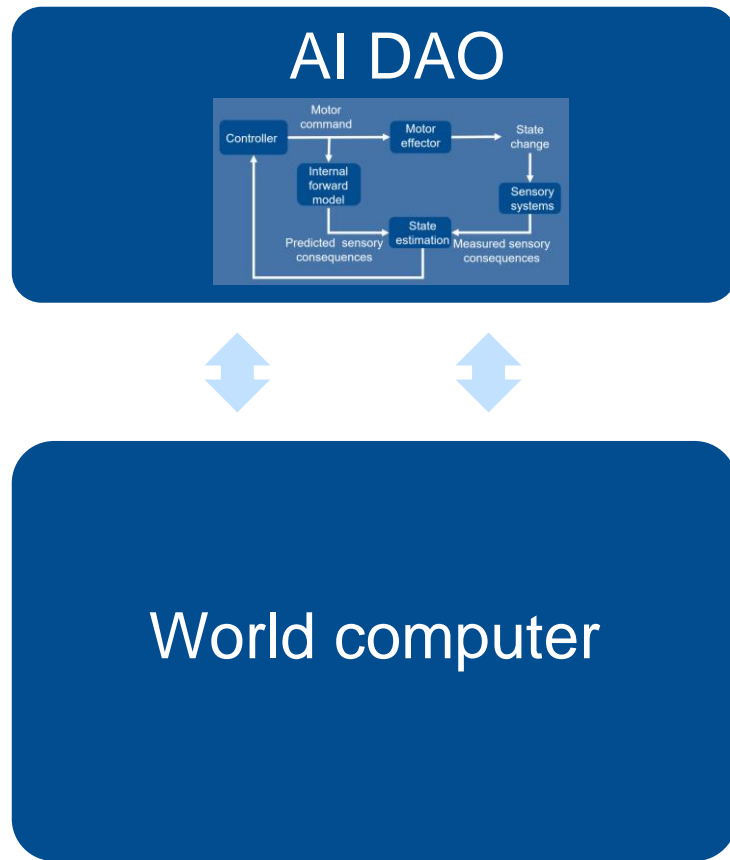 AI DAO
Motor
command
Controller
Motor
effector
State
change
Internal
forward
model
Sensory
systems
State
estimation
Predicted sensory
consequences
Measured sensory
consequences
World computer